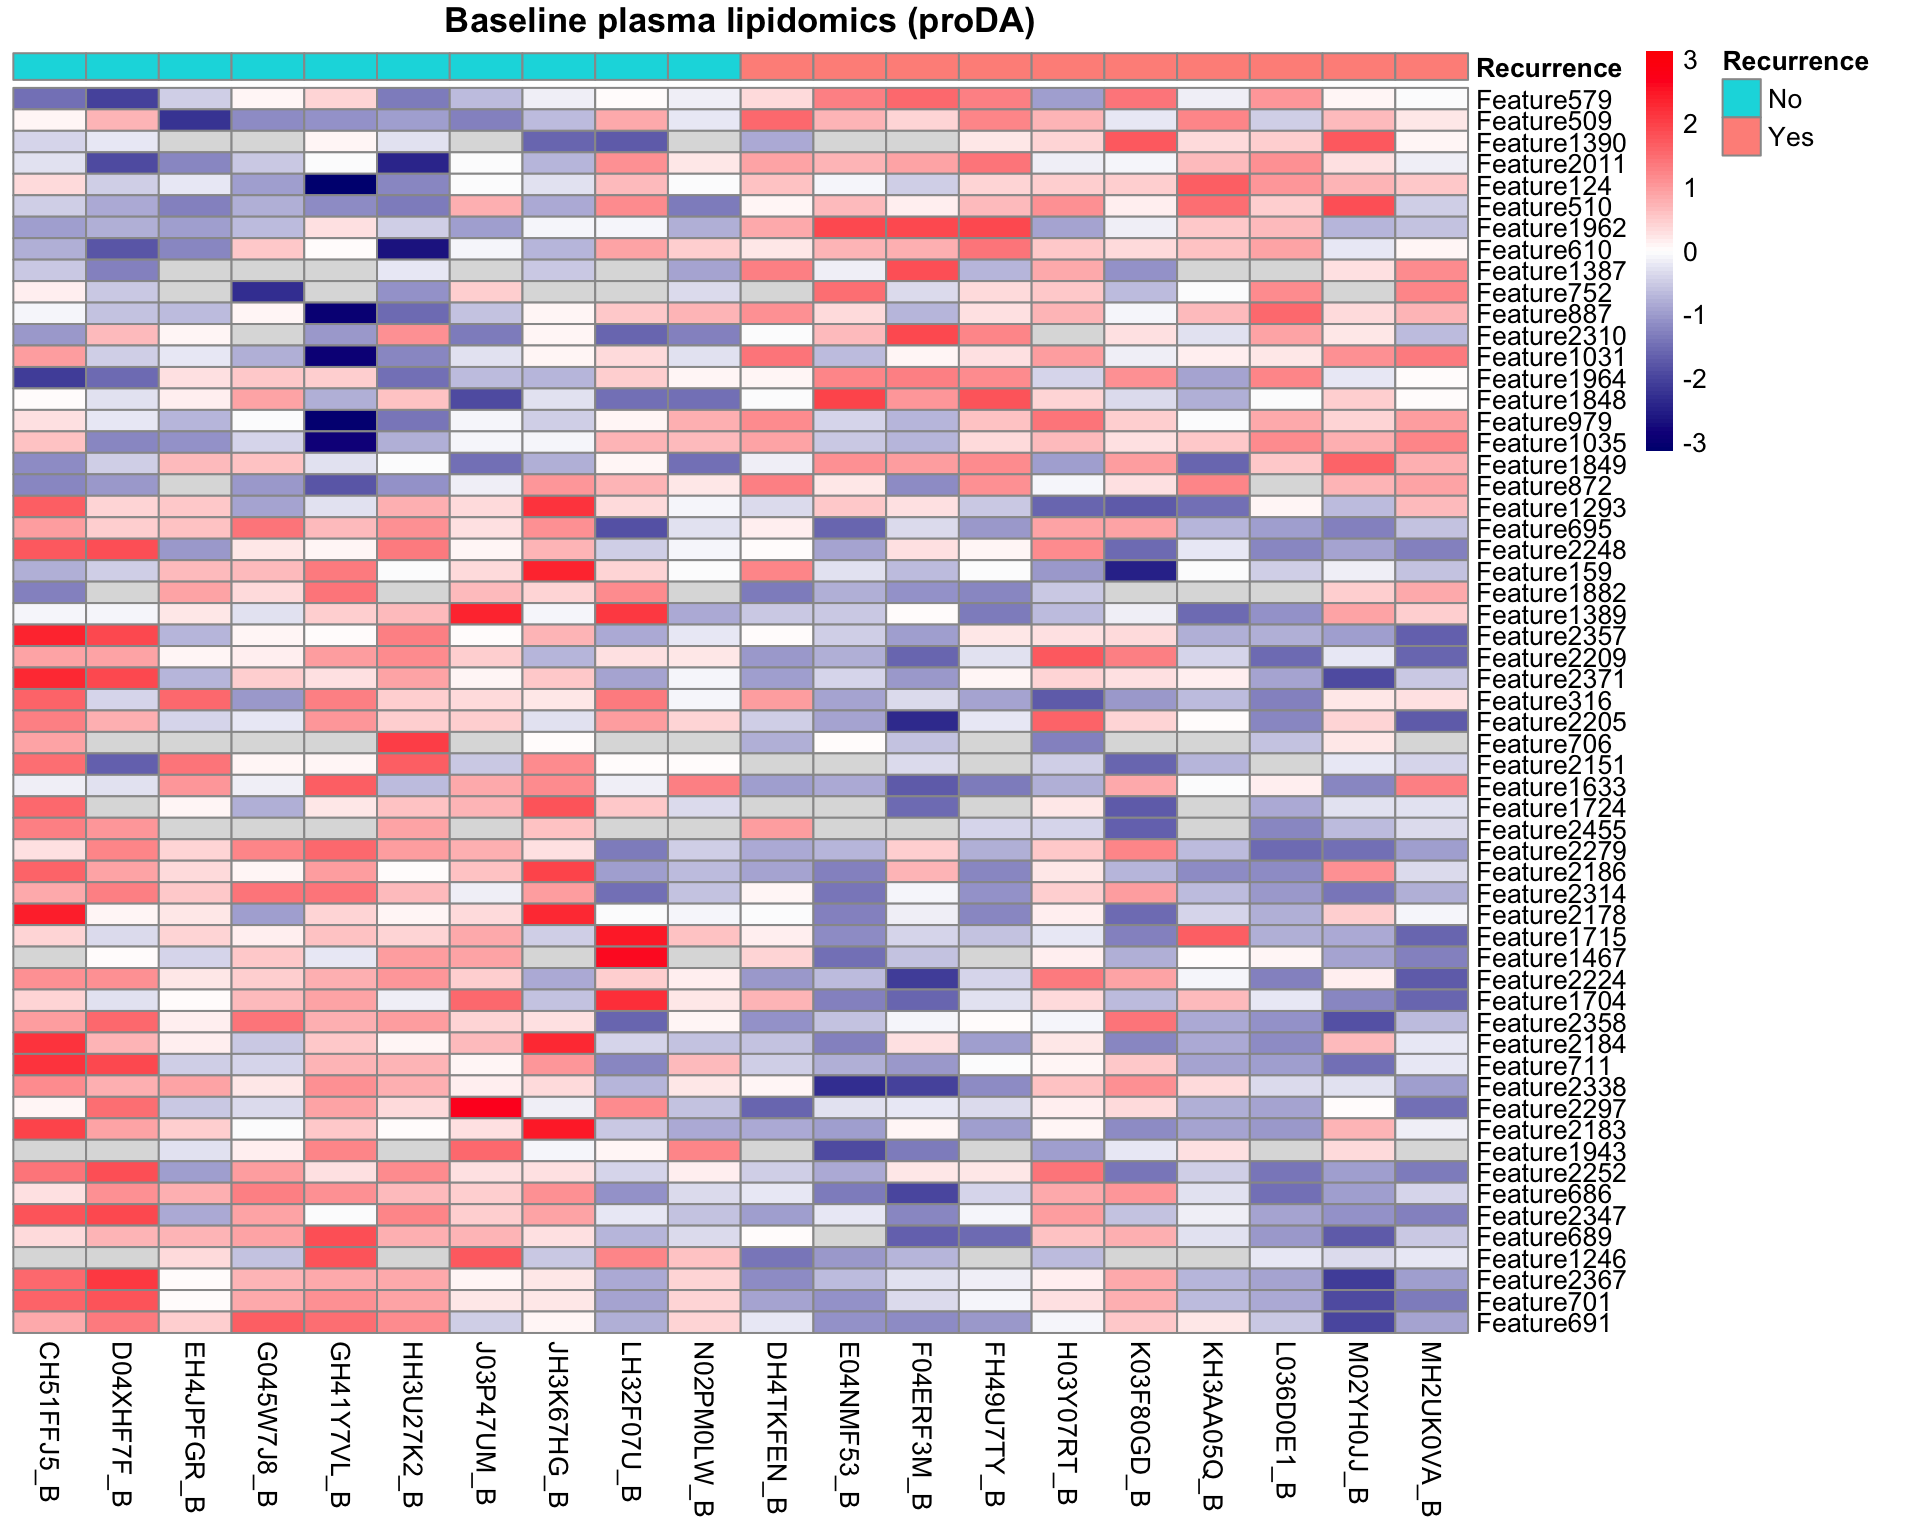 Baseline plasma lipidomics (proDA)
Recurrence
Feature579
Feature509
Feature1390
Feature2011
Feature124
Feature510
Feature1962
Feature610
Feature1387
Feature752
Feature887
Feature2310
Feature1031
Feature1964
Feature1848
Feature979
Feature1035
Feature1849
Feature872
Feature1293
Feature695
Feature2248
Feature159
Feature1882
Feature1389
Feature2357
Feature2209
Feature2371
Feature316
Feature2205
Feature706
Feature2151
Feature1633
Feature1724
Feature2455
Feature2279
Feature2186
Feature2314
Feature2178
Feature1715
Feature1467
Feature2224
Feature1704
Feature2358
Feature2184
Feature711
Feature2338
Feature2297
Feature2183
Feature1943
Feature2252
Feature686
Feature2347
Feature689
Feature1246
Feature2367
Feature701
Feature691
CH51FFJ5_B
D04XHF7F_B
EH4JPFGR_B
G045W7J8_B
GH41Y7VL_B
HH3U27K2_B
J03P47UM_B
JH3K67HG_B
LH32F07U_B
N02PM0LW_B
DH4TKFEN_B
E04NMF53_B
F04ERF3M_B
FH49U7TY_B
H03Y07RT_B
K03F80GD_B
KH3AA05Q_B
L036D0E1_B
M02YH0JJ_B
MH2UK0VA_B
3
2
1
0
-1
-2
-3
Recurrence
No
Yes